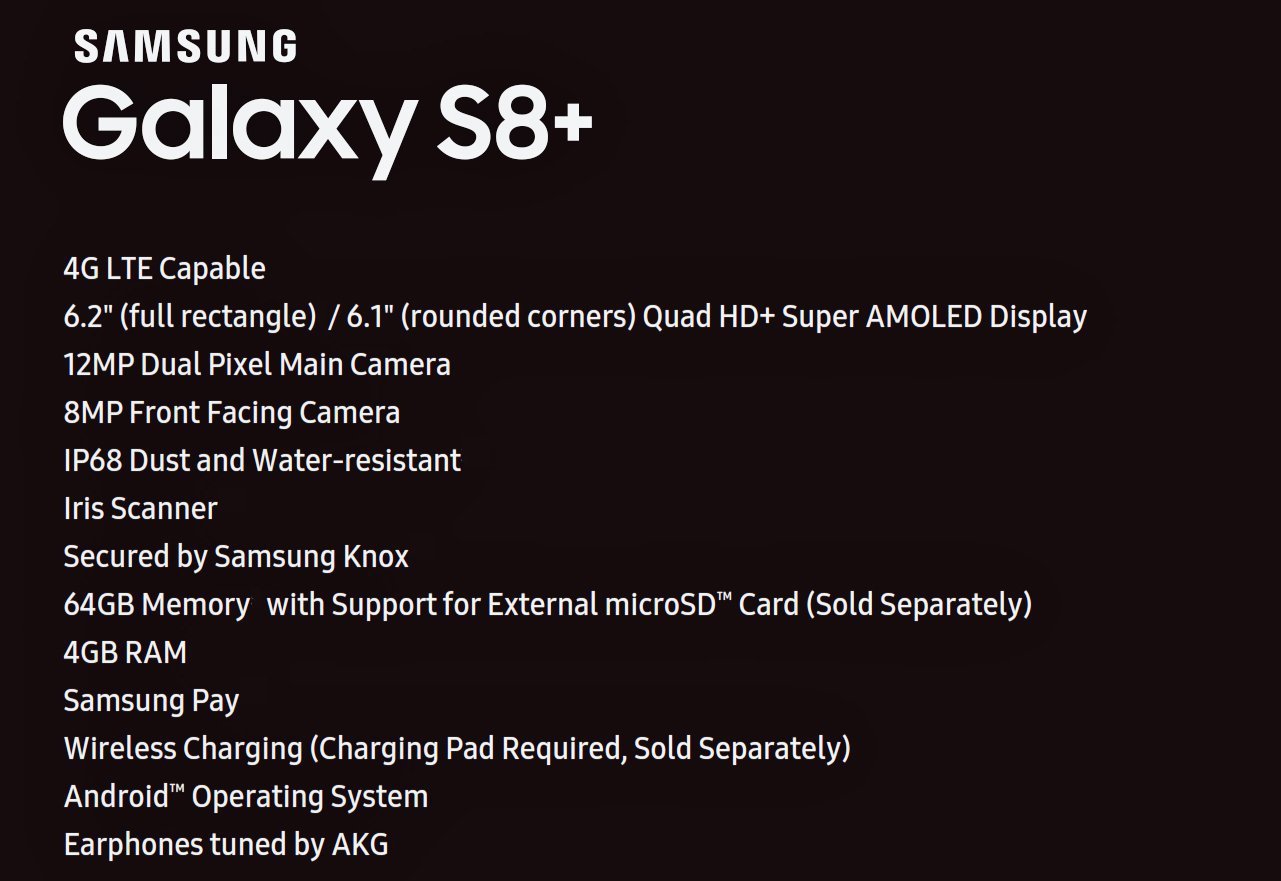 SAMSUNG
Galaxy S8+
4G LTE Capable
6.2" (full rectangle) / 6.1" (rounded corners) Quad HD+ Super AMOLED Display
12MP Dual Pixel Main Camera
8MP Front Facing Camera
IP68 Dust and Water-resistant
Iris Scanner
Secured by Samsung Knox
64GB Memory with Support for External microSD™ Card (Sold Separately)
4GB RAM
Samsung Pay
Wireless Charging (Charging Pad Required, Sold Separately)
Android™ Operating System
Earphones tuned by AKG